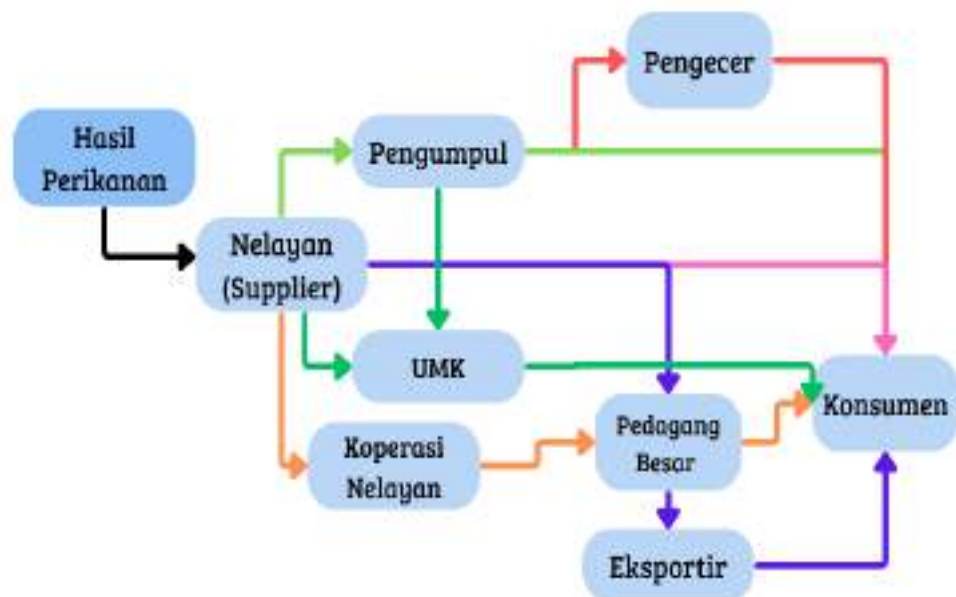 Pengecer
Hasil
Perikanan
Pengumpul
Nelayan
(Supplier)
UMK
Konsumen
Pedagang
Besar
Koperasi
Nelayan
Eksportir